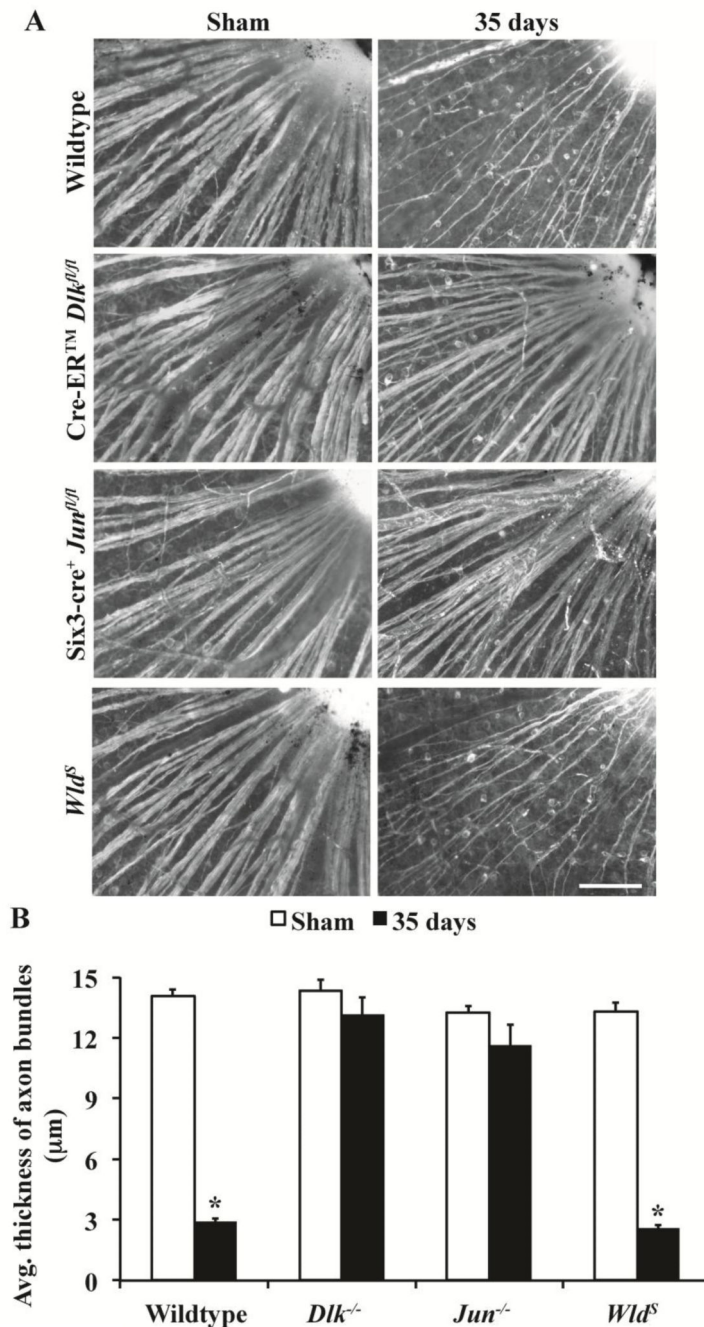 A
Sham 35 days
Wildtype
Cre-ER™ Dlkfl/fl
Six3-cre+ Junfl/fl
WldS
B
Sham 35 days
Avg. thickness of axon bundles
(µm)
15
12
9
6
3
0
*
*
Wildtype Dlk-/- Jun-/- WldS